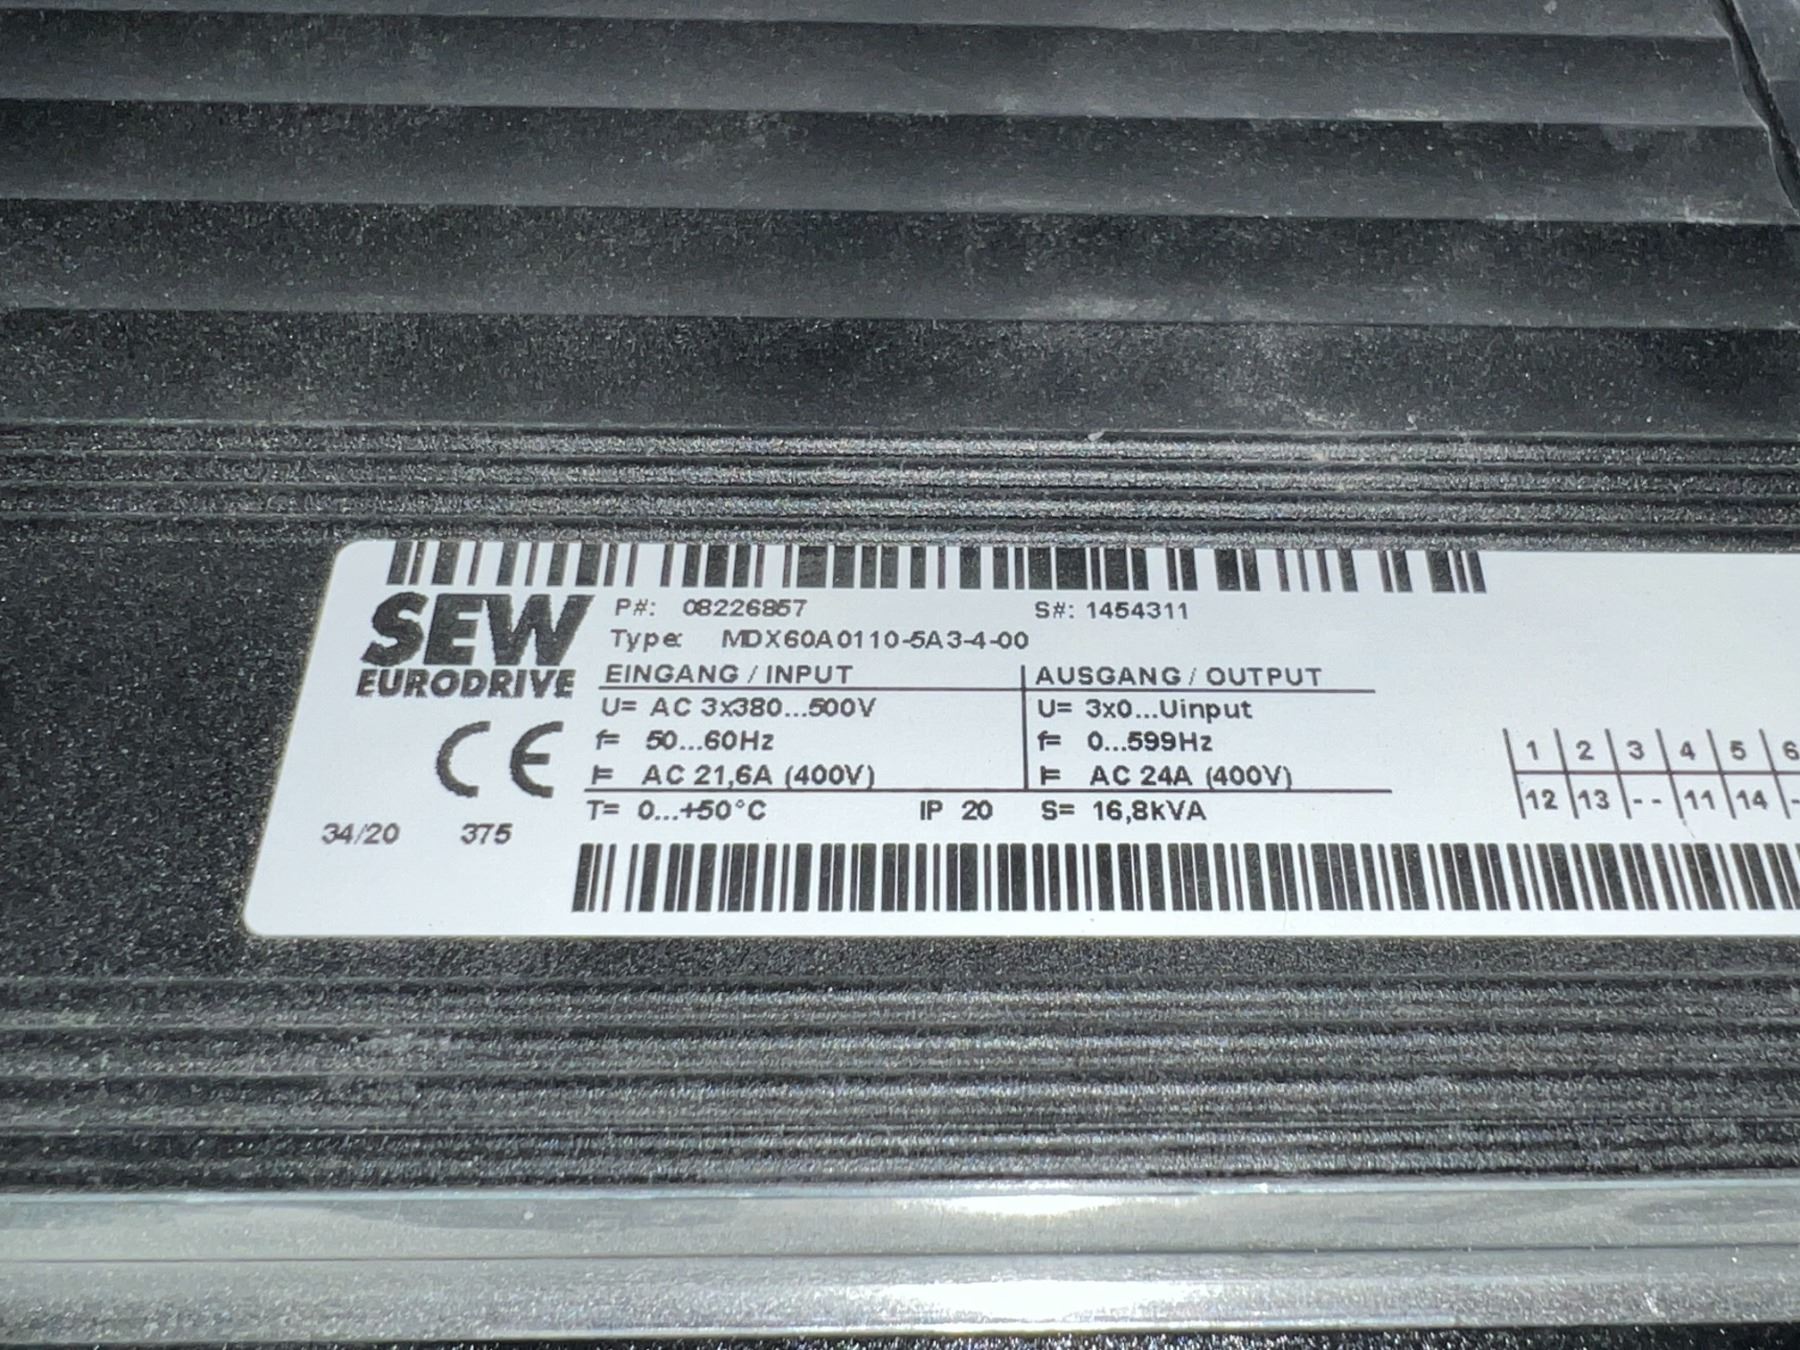 SEW
EURODRIVE
P#: 08226857 S#: 1454311
Type: MDX60A0110-5A3-4-00
EINGANG / INPUT AUSGANG / OUTPUT
U= AC 3x380...500V U= 3x0...Uinput
f= 50...60Hz f= 0...599Hz
I= AC 21,6A (400V) I= AC 24A (400V)
T= 0...+50°C IP 20 S= 16,8kVA
CE
34/20 375
1 2 3 4 5 6
12 13 -- 11 14 -